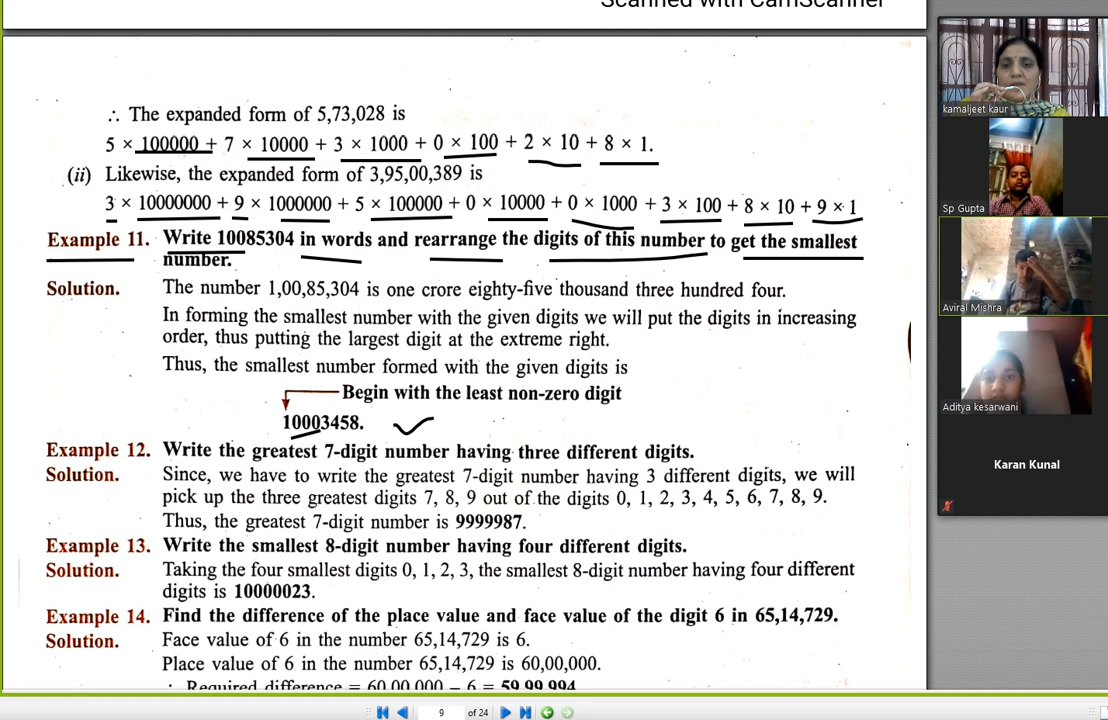 Scanned with CamScanner
∴ The expanded form of 5,73,028 is
5 × 100000 + 7 × 10000 + 3 × 1000 + 0 × 100 + 2 × 10 + 8 × 1.
(ii) Likewise, the expanded form of 3,95,00,389 is
3 × 10000000 + 9 × 1000000 + 5 × 100000 + 0 × 10000 + 0 × 1000 + 3 × 100 + 8 × 10 + 9 × 1
Example 11. Write 10085304 in words and rearrange the digits of this number to get the smallest
number.
Solution. The number 1,00,85,304 is one crore eighty-five thousand three hundred four.
In forming the smallest number with the given digits we will put the digits in increasing
order, thus putting the largest digit at the extreme right.
Thus, the smallest number formed with the given digits is
Begin with the least non-zero digit
10003458.
Example 12. Write the greatest 7-digit number having three different digits.
Solution. Since, we have to write the greatest 7-digit number having 3 different digits, we will
pick up the three greatest digits 7, 8, 9 out of the digits 0, 1, 2, 3, 4, 5, 6, 7, 8, 9.
Thus, the greatest 7-digit number is 9999987.
Example 13. Write the smallest 8-digit number having four different digits.
Solution. Taking the four smallest digits 0, 1, 2, 3, the smallest 8-digit number having four different
digits is 10000023.
Example 14. Find the difference of the place value and face value of the digit 6 in 65,14,729.
Solution. Face value of 6 in the number 65,14,729 is 6.
Place value of 6 in the number 65,14,729 is 60,00,000.
∴ Required difference = 60,00,000 – 6 = 59,99,994
9 of 24
kamaljeet kaur
Sp Gupta
Aviral Mishra
Aditya kesarwani
Karan Kunal